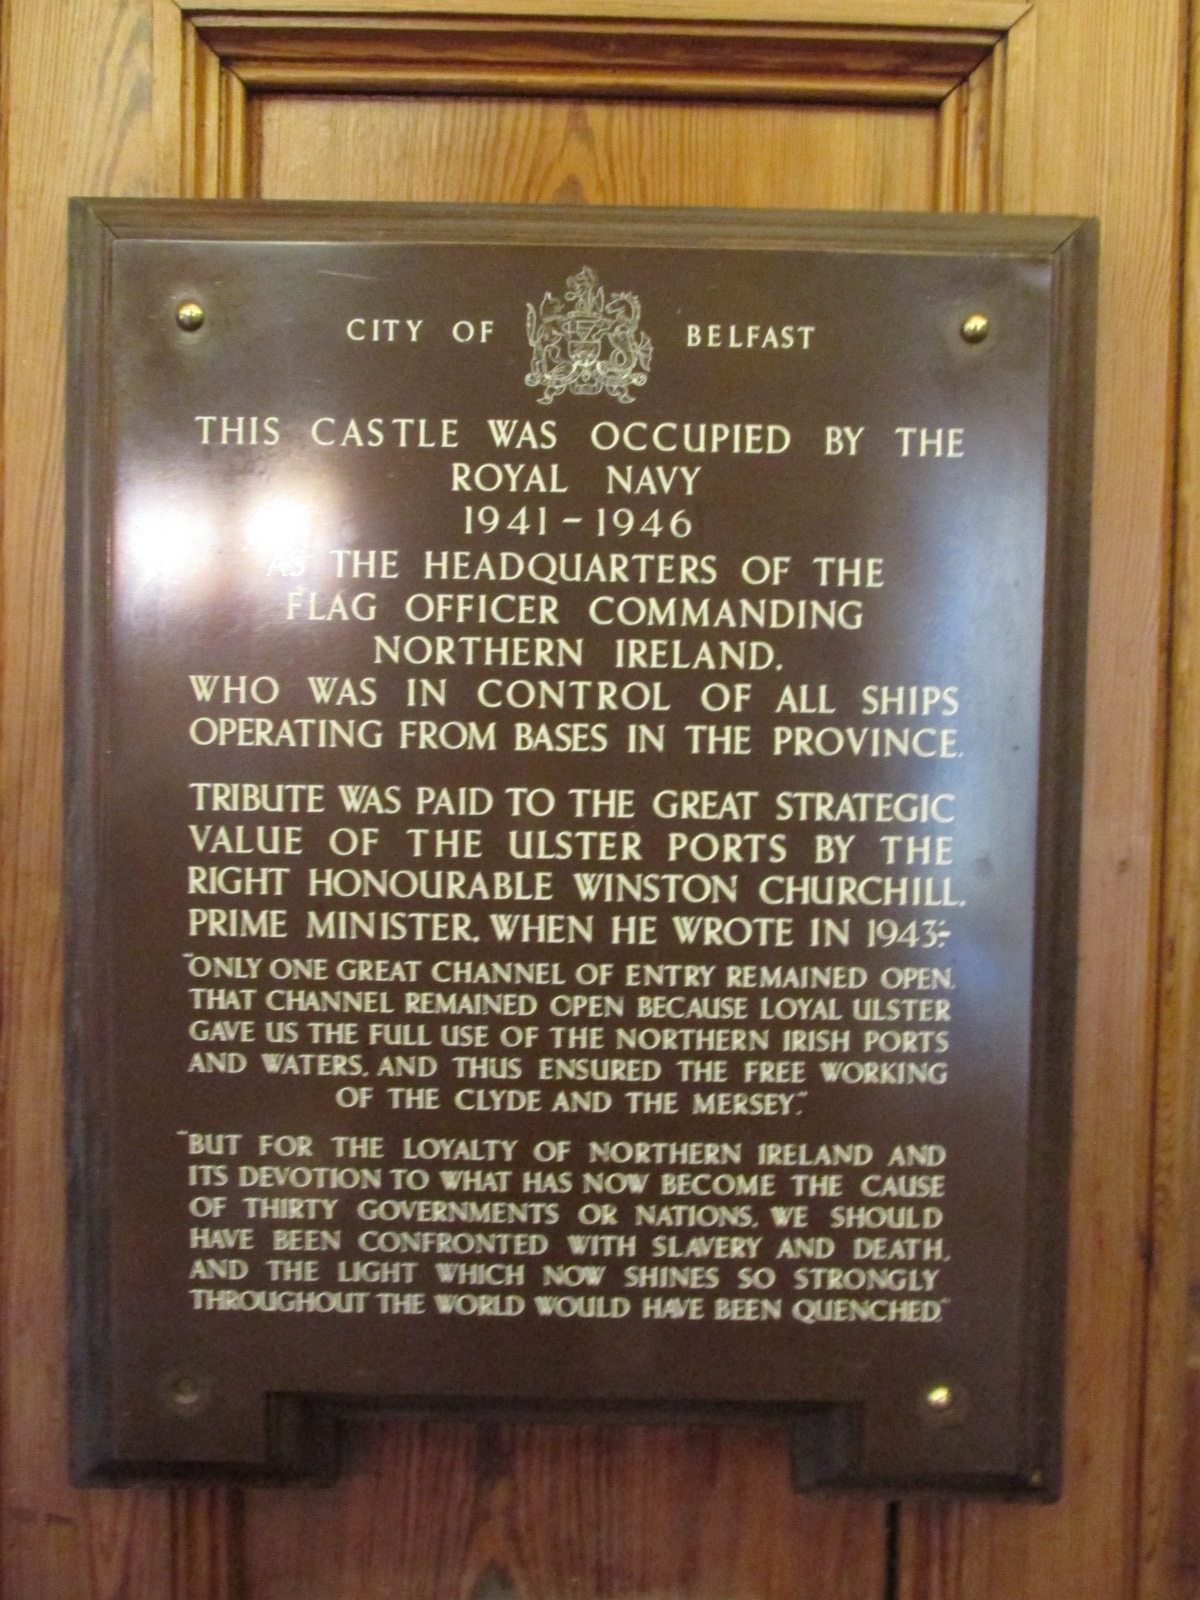 CITY OF BELFAST
THIS CASTLE WAS OCCUPIED BY THE
ROYAL NAVY
1941 - 1946
AS THE HEADQUARTERS OF THE
FLAG OFFICER COMMANDING
NORTHERN IRELAND,
WHO WAS IN CONTROL OF ALL SHIPS
OPERATING FROM BASES IN THE PROVINCE.
TRIBUTE WAS PAID TO THE GREAT STRATEGIC
VALUE OF THE ULSTER PORTS BY THE
RIGHT HONOURABLE WINSTON CHURCHILL,
PRIME MINISTER, WHEN HE WROTE IN 1943:-
"ONLY ONE GREAT CHANNEL OF ENTRY REMAINED OPEN.
THAT CHANNEL REMAINED OPEN BECAUSE LOYAL ULSTER
GAVE US THE FULL USE OF THE NORTHERN IRISH PORTS
AND WATERS, AND THUS ENSURED THE FREE WORKING
OF THE CLYDE AND THE MERSEY."
"BUT FOR THE LOYALTY OF NORTHERN IRELAND AND
ITS DEVOTION TO WHAT HAS NOW BECOME THE CAUSE
OF THIRTY GOVERNMENTS OR NATIONS, WE SHOULD
HAVE BEEN CONFRONTED WITH SLAVERY AND DEATH,
AND THE LIGHT WHICH NOW SHINES SO STRONGLY
THROUGHOUT THE WORLD WOULD HAVE BEEN QUENCHED."